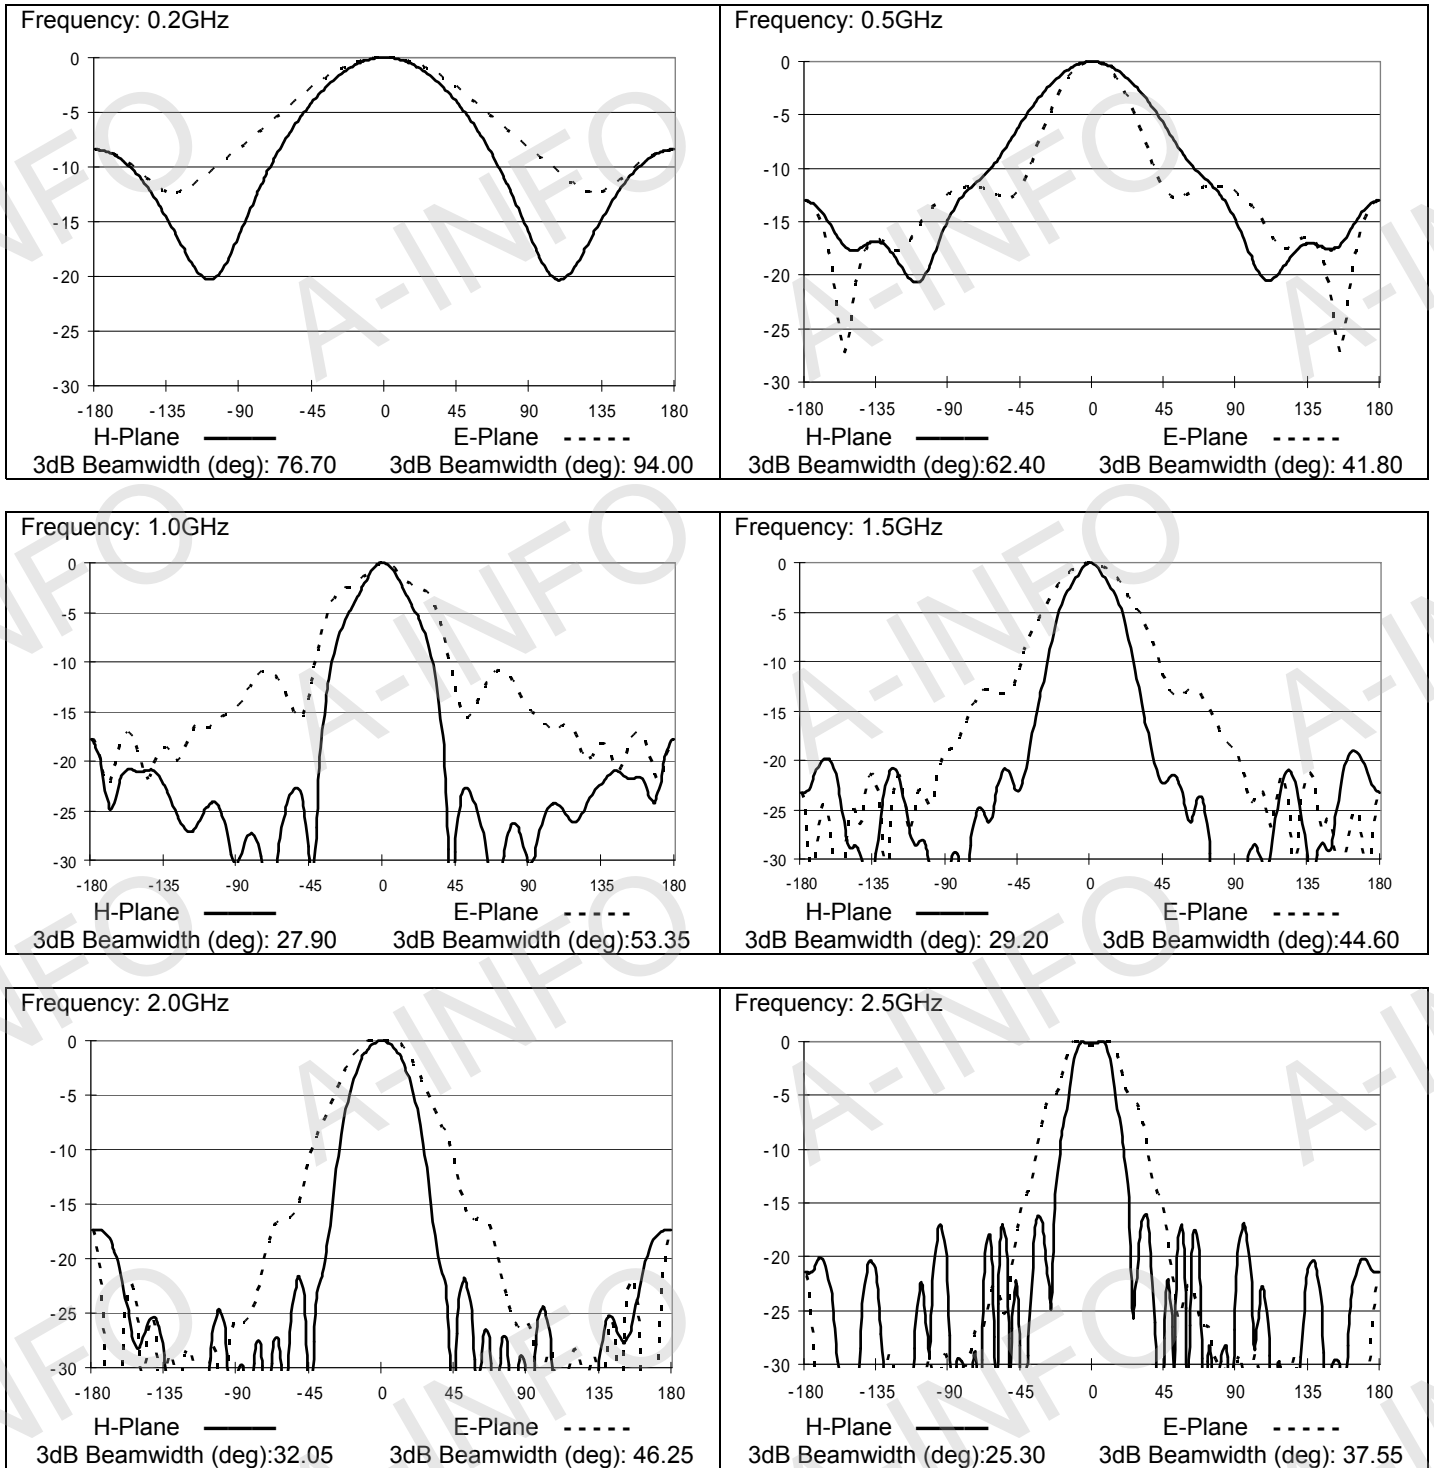 Frequency: 0.2GHz
0
-5
-10
-15
-20
-25
-30
-180 -135 -90 -45 0 45 90 135 180
H-Plane E-Plane
3dB Beamwidth (deg): 76.70 3dB Beamwidth (deg): 94.00
Frequency: 0.5GHz
0
-5
-10
-15
-20
-25
-30
-180 -135 -90 -45 0 45 90 135 180
H-Plane E-Plane
3dB Beamwidth (deg):62.40 3dB Beamwidth (deg): 41.80
Frequency: 1.0GHz
0
-5
-10
-15
-20
-25
-30
-180 -135 -90 -45 0 45 90 135 180
H-Plane E-Plane
3dB Beamwidth (deg): 27.90 3dB Beamwidth (deg):53.35
Frequency: 1.5GHz
0
-5
-10
-15
-20
-25
-30
-180 -135 -90 -45 0 45 90 135 180
H-Plane E-Plane
3dB Beamwidth (deg): 29.20 3dB Beamwidth (deg):44.60
Frequency: 2.0GHz
0
-5
-10
-15
-20
-25
-30
-180 -135 -90 -45 0 45 90 135 180
H-Plane E-Plane
3dB Beamwidth (deg):32.05 3dB Beamwidth (deg): 46.25
Frequency: 2.5GHz
0
-5
-10
-15
-20
-25
-30
-180 -135 -90 -45 0 45 90 135 180
H-Plane E-Plane
3dB Beamwidth (deg):25.30 3dB Beamwidth (deg): 37.55
A-INFO
A-INFO
A-INFO
A-INFO
A-INFO